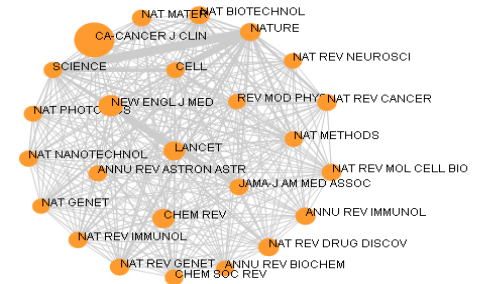 NAT MATER
NAT BIOTECHNOL
NATURE
CA-CANCER J CLIN
SCIENCE
CELL
NAT REV NEUROSCI
NEW ENGL J MED
REV MOD PHYS
NAT REV CANCER
NAT PHOTONICS
NAT METHODS
LANCET
NAT NANOTECHNOL
ANNU REV ASTRON ASTR
NAT REV MOL CELL BIO
JAMA-J AM MED ASSOC
NAT GENET
CHEM REV
ANNU REV IMMUNOL
NAT REV IMMUNOL
NAT REV DRUG DISCOV
NAT REV GENET
ANNU REV BIOCHEM
CHEM SOC REV